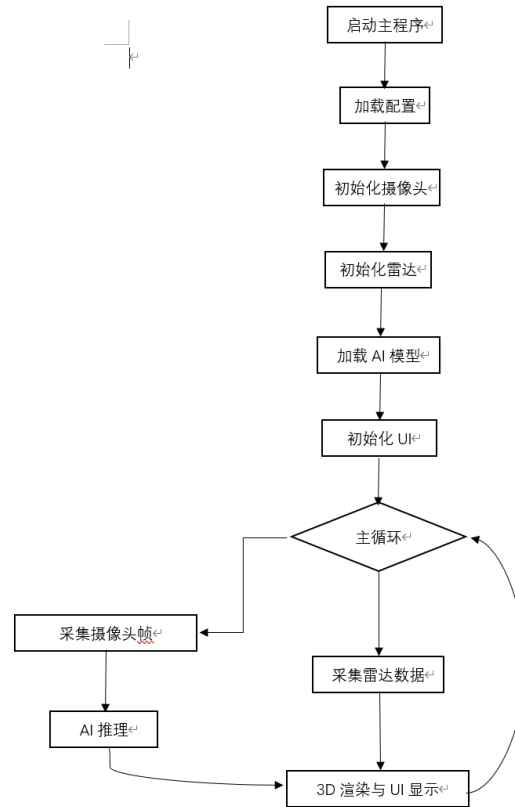 启动主程序
加载配置
初始化摄像头
初始化雷达
加载 AI 模型
初始化 UI
主循环
采集摄像头帧
采集雷达数据
AI 推理
3D 渲染与 UI 显示